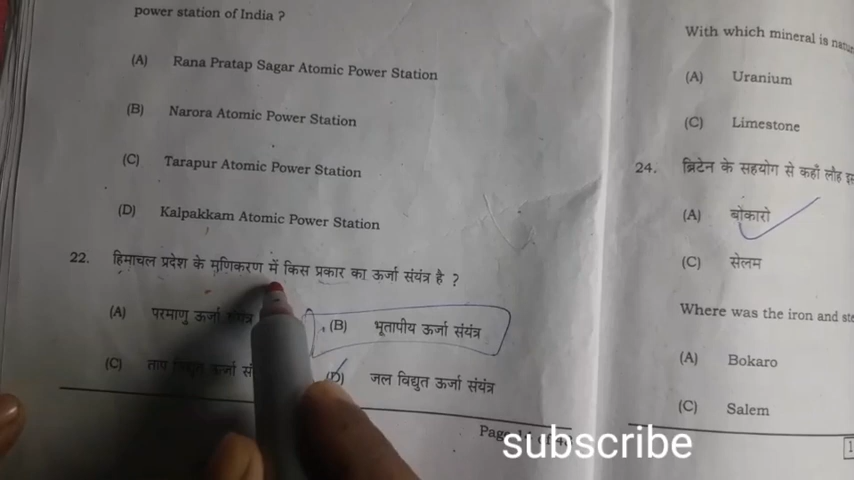 power station of India ?
(A) Rana Pratap Sagar Atomic Power Station
(B) Narora Atomic Power Station
(C) Tarapur Atomic Power Station
(D) Kalpakkam Atomic Power Station
22. हिमाचल प्रदेश के मणिकरण में किस प्रकार का ऊर्जा संयंत्र है ?
(A) परमाणु ऊर्जा संयंत्र
(B) भूतापीय ऊर्जा संयंत्र
(C) ताप विद्युत ऊर्जा
(D) जल विद्युत ऊर्जा संयंत्र
Page
With which mineral is
(A) Uranium
(C) Limestone
24. ब्रिटेन के सहयोग से कहाँ लौह
(A) बोकारो
(C) सेलम
Where was the iron and
(A) Bokaro
(C) Salem
subscribe